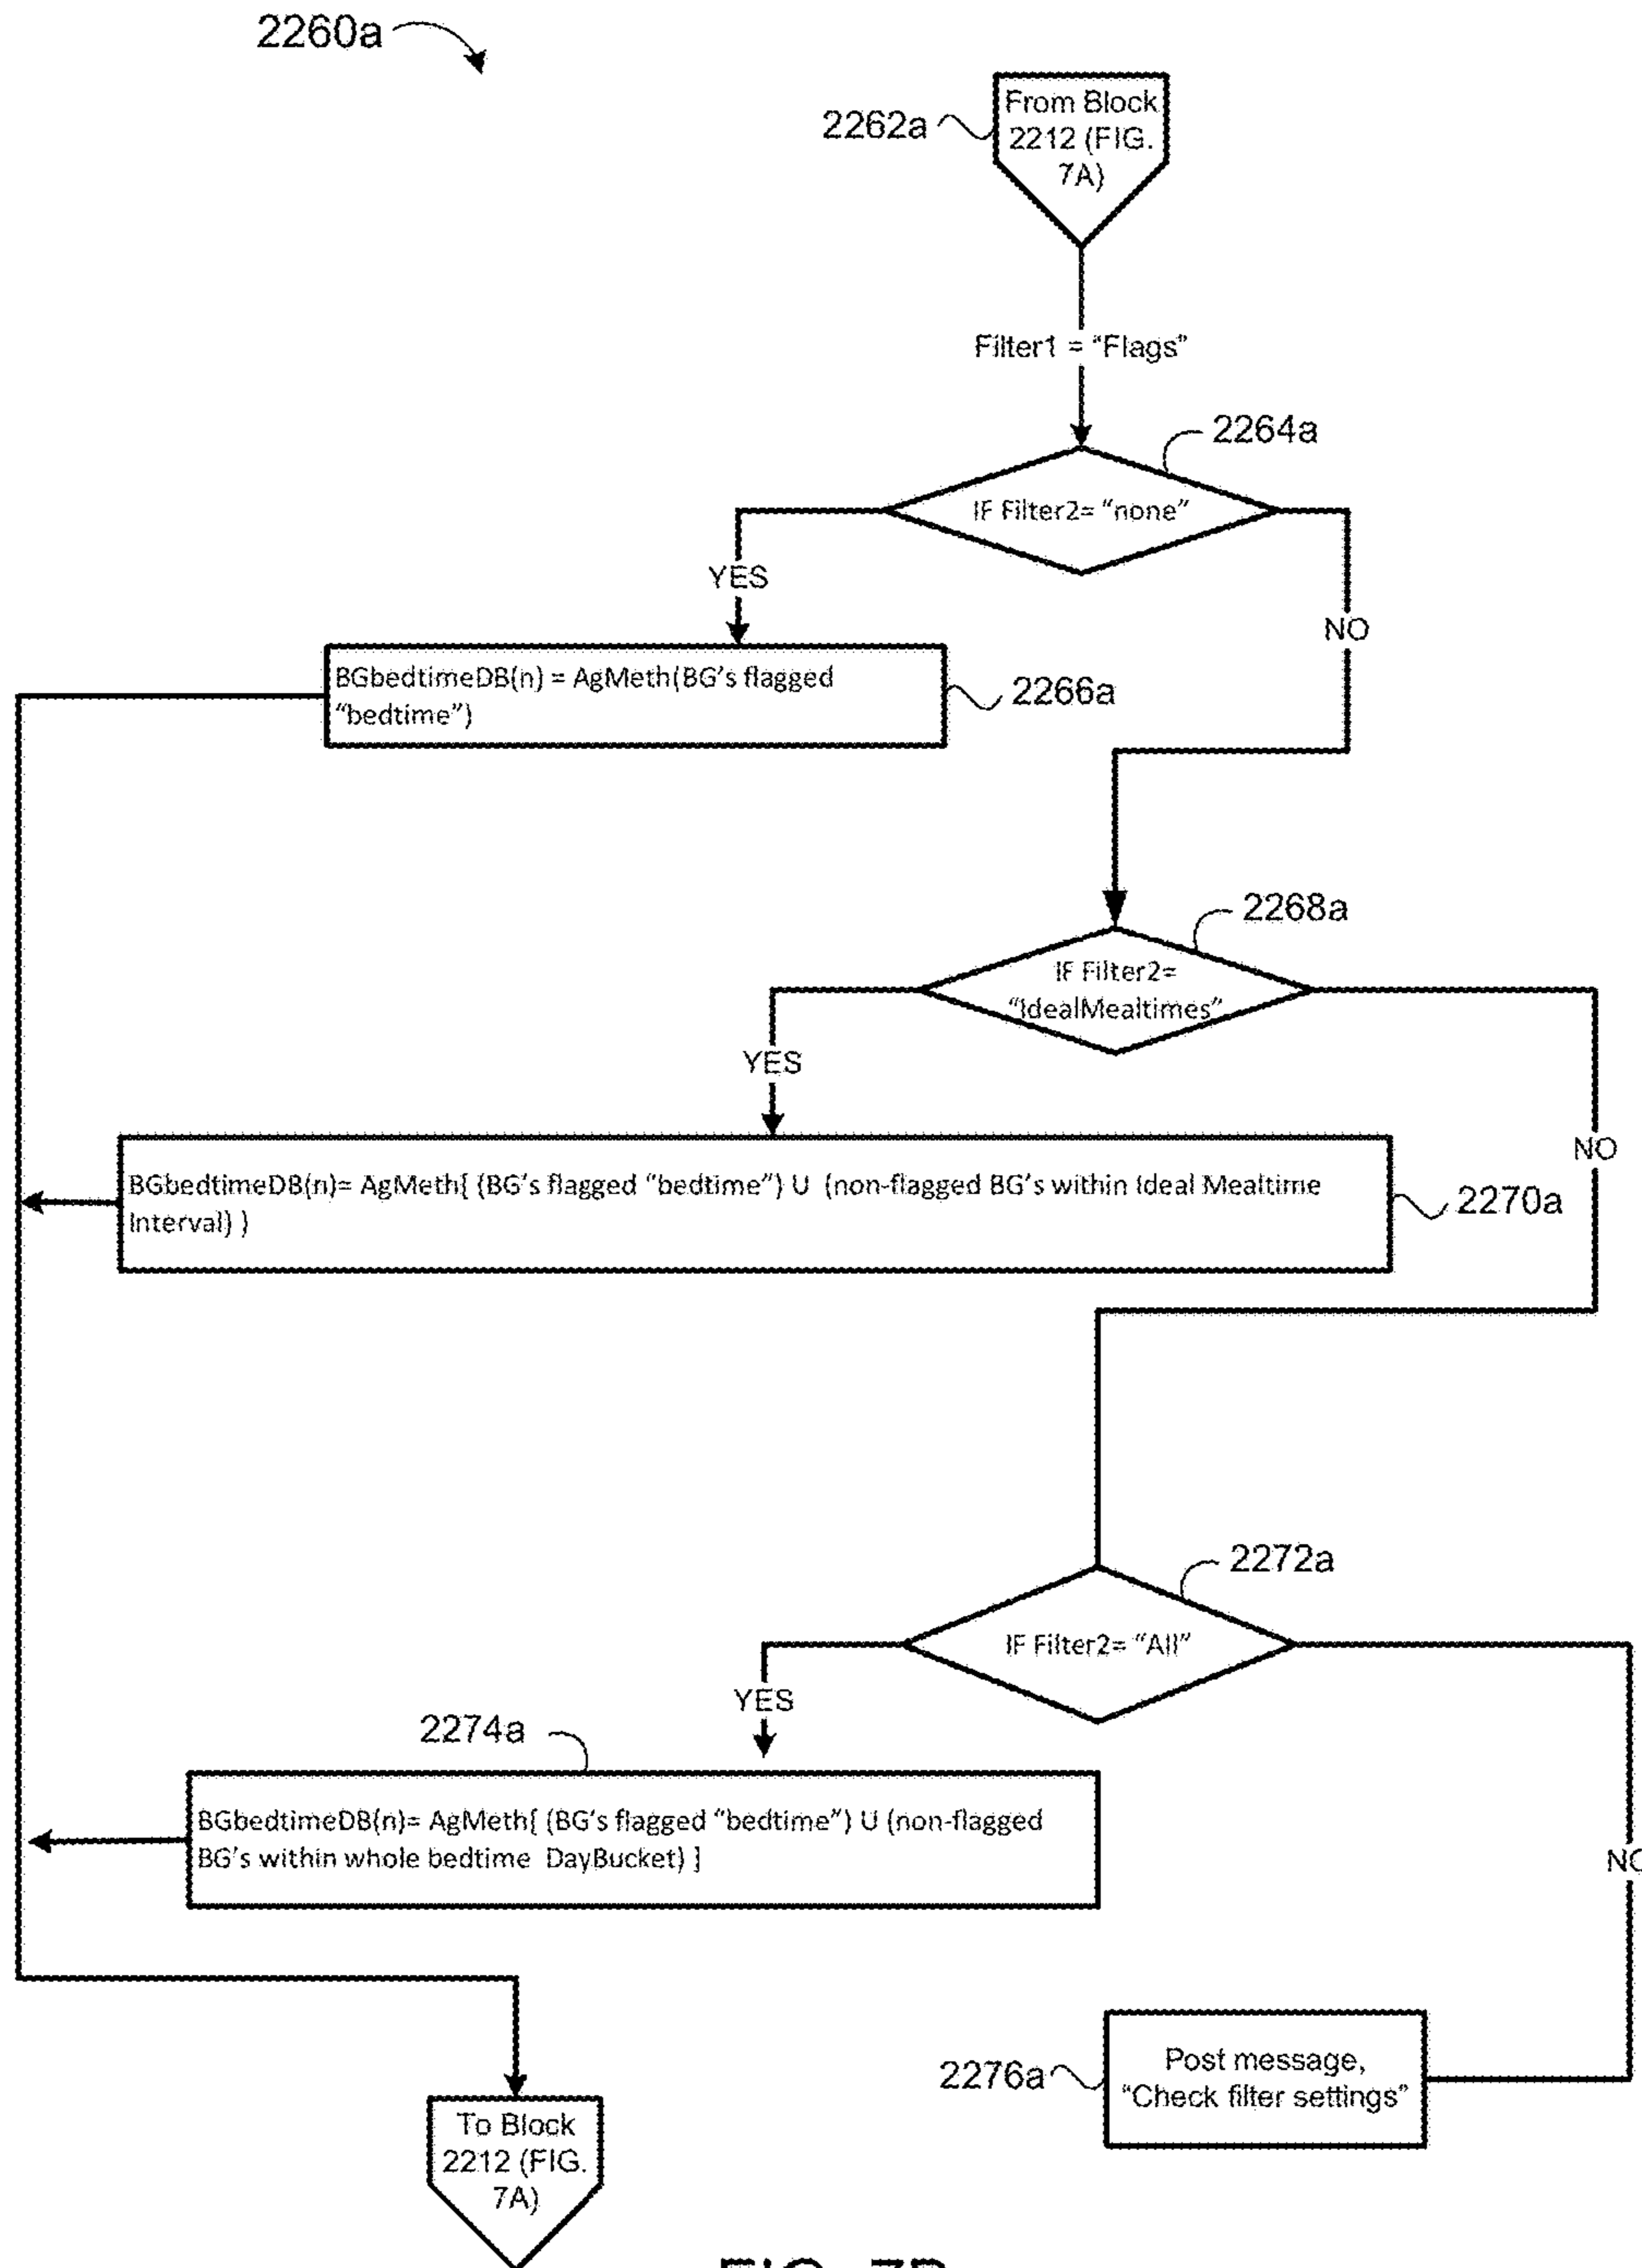 2260a
2262a
From Block
2212 (FIG.
7A)
Filter1 = “Flags”
2264a
IF Filter2= “none”
YES
NO
BGbedtimeDB(n) = AgMeth(BG’s flagged
“bedtime”)
2266a
2268a
IF Filter2=
“IdealMealtimes”
YES
NO
BGbedtimeDB(n)= AgMeth{ (BG’s flagged “bedtime”) U (non-flagged BG’s within Ideal Mealtime
Interval) }
2270a
2272a
IF Filter2= “All”
YES
2274a
BGbedtimeDB(n)= AgMeth{ (BG’s flagged “bedtime”) U (non-flagged
BG’s within whole bedtime DayBucket) ]
NO
2276a
Post message,
“Check filter settings”
To Block
2212 (FIG.
7A)